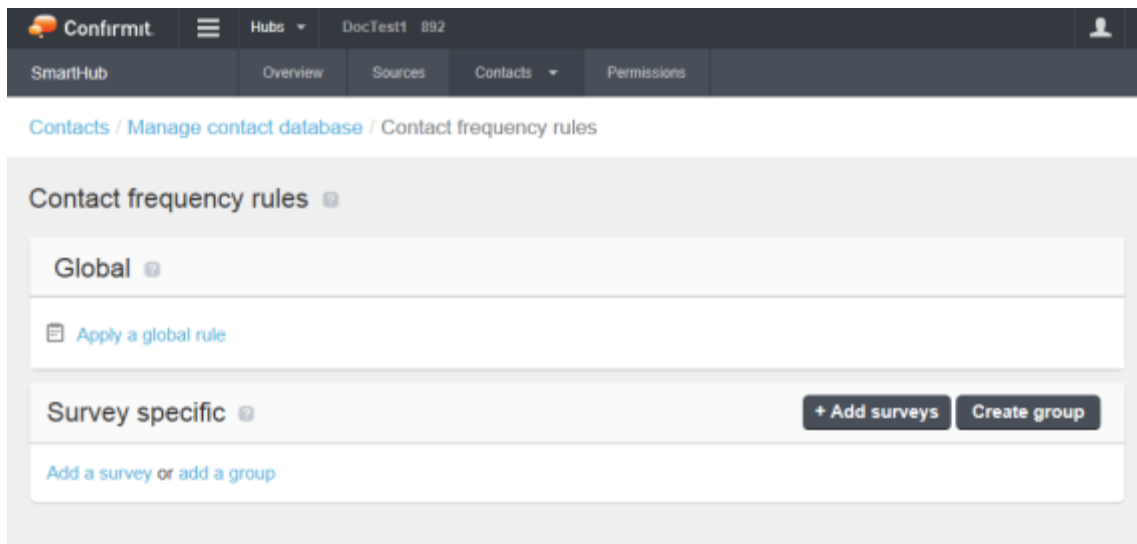 Confirmit. Hubs DocTest1 892
SmartHub Overview Sources Contacts Permissions
Contacts / Manage contact database / Contact frequency rules
Contact frequency rules ?
Global ?
Apply a global rule
Survey specific ? + Add surveys Create group
Add a survey or add a group